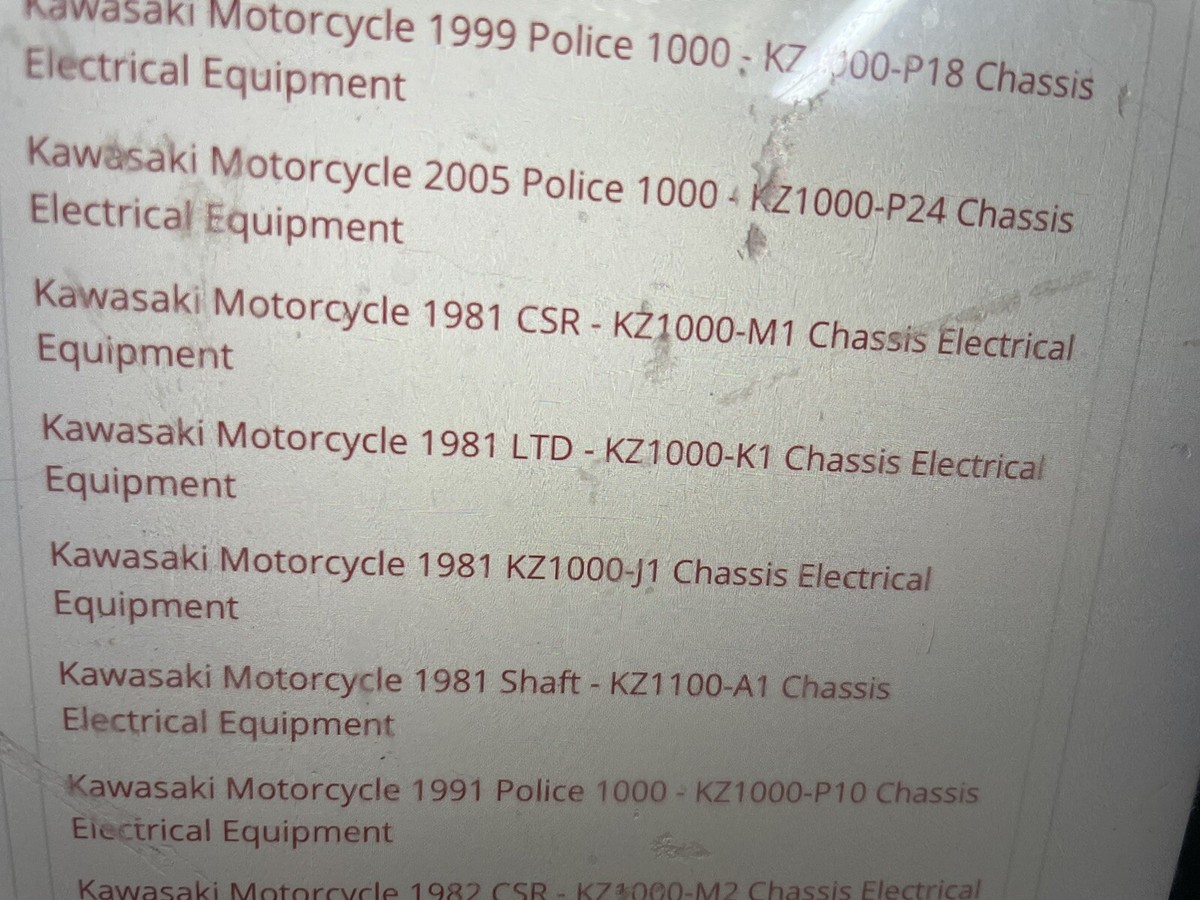 Kawasaki Motorcycle 1999 Police 1000 - KZ 000-P18 Chassis
Electrical Equipment
Kawasaki Motorcycle 2005 Police 1000 - KZ1000-P24 Chassis
Electrical Equipment
Kawasaki Motorcycle 1981 CSR - KZ1000-M1 Chassis Electrical
Equipment
Kawasaki Motorcycle 1981 LTD - KZ1000-K1 Chassis Electrical
Equipment
Kawasaki Motorcycle 1981 KZ1000-J1 Chassis Electrical
Equipment
Kawasaki Motorcycle 1981 Shaft - KZ1100-A1 Chassis
Electrical Equipment
Kawasaki Motorcycle 1991 Police 1000 - KZ1000-P10 Chassis
Electrical Equipment
Kawasaki Motorcycle 1982 CSR - KZ1000-M2 Chassis Electrical